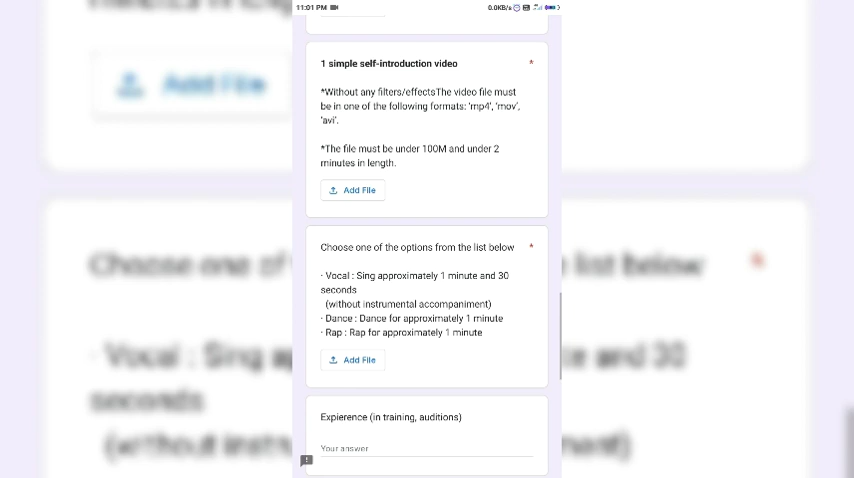 11:01 PM
0.0KB/s
1 simple self-introduction video *
*Without any filters/effectsThe video file must
be in one of the following formats: 'mp4', 'mov',
'avi'.
*The file must be under 100M and under 2
minutes in length.
Add File
Choose one of the options from the list below *
· Vocal : Sing approximately 1 minute and 30
seconds
(without instrumental accompaniment)
· Dance : Dance for approximately 1 minute
· Rap : Rap for approximately 1 minute
Add File
Expierence (in training, auditions)
Your answer